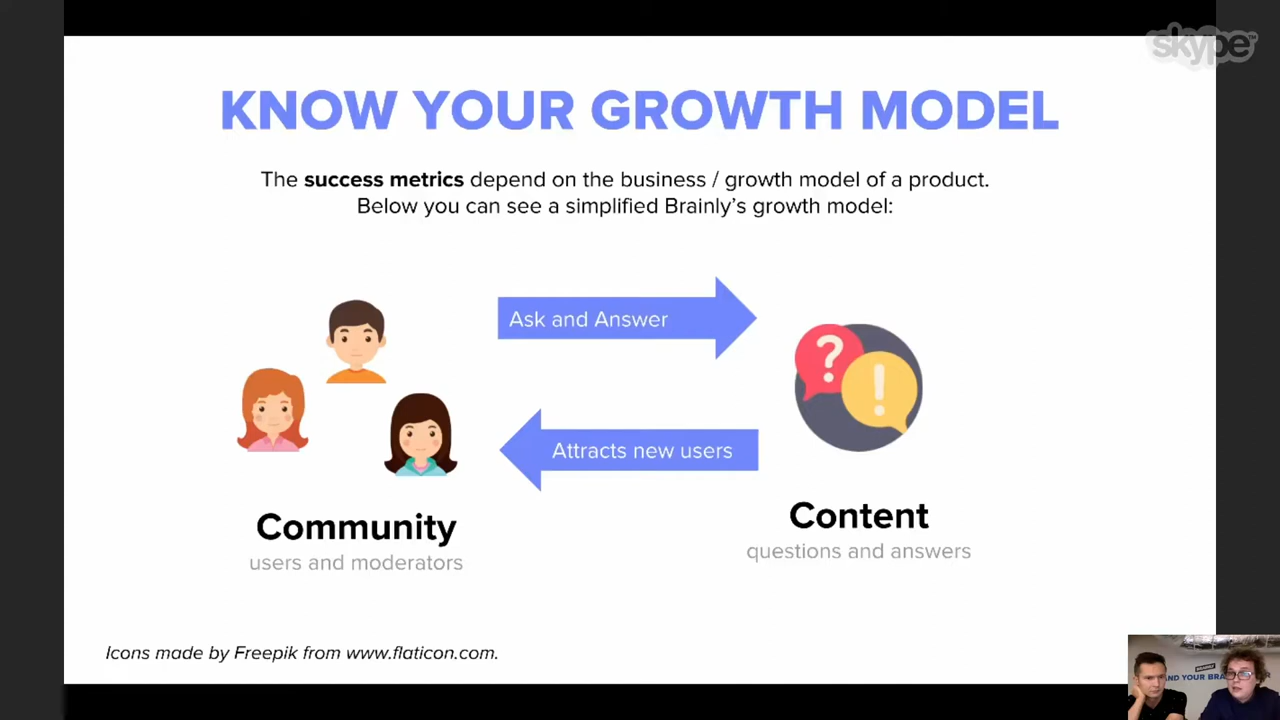 skype
KNOW YOUR GROWTH MODEL
The success metrics depend on the business / growth model of a product.
Below you can see a simplified Brainly's growth model:
Ask and Answer
? !
Attracts new users
Community
users and moderators
Content
questions and answers
Icons made by Freepik from www.flaticon.com.
YOUR